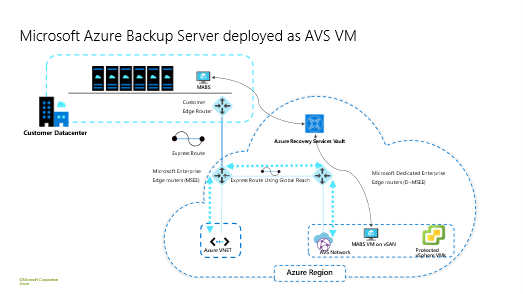 Microsoft Azure Backup Server deployed as AVS VM
MABS
Customer
Edge Router
Customer Datacenter
Azure Recovery Services Vault
Express Route
Microsoft Enterprise
Edge routers (MSEE)
Express Route Using Global Reach
Microsoft Dedicated Enterprise
Edge routers (D-MSEE)
Azure VNET
AVS Network
MABS VM on vSAN
Protected
vSphere VMs
Azure Region
©Microsoft Corporation
Azure